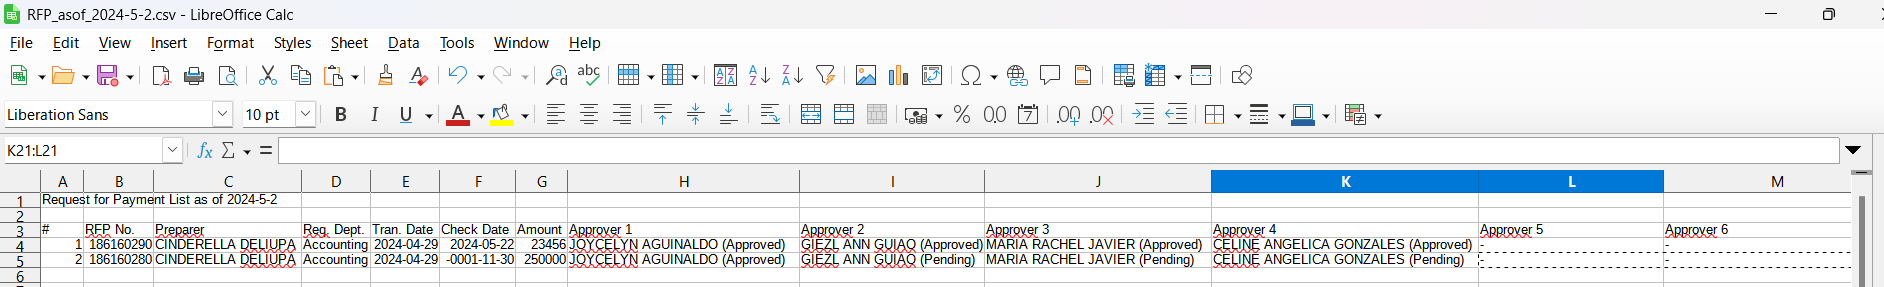 RFP_asof_2024-5-2.csv - LibreOffice Calc
File Edit View Insert Format Styles Sheet Data Tools Window Help
Liberation Sans 10 pt
K21:L21
A B C D E F G H I J K L M
1 Request for Payment List as of 2024-5-2
2
3 # RFP No. Preparer Req. Dept. Tran. Date Check Date Amount Approver 1 Approver 2 Approver 3 Approver 4 Approver 5 Approver 6
4 1 186160290 CINDERELLA DELIUPA Accounting 2024-04-29 2024-05-22 23456 JOYCELYN AGUINALDO (Approved) GIEZL ANN GUIAO (Approved) MARIA RACHEL JAVIER (Approved) CELINE ANGELICA GONZALES (Approved) - -
5 2 186160280 CINDERELLA DELIUPA Accounting 2024-04-29 -0001-11-30 250000 JOYCELYN AGUINALDO (Approved) GIEZL ANN GUIAO (Pending) MARIA RACHEL JAVIER (Pending) CELINE ANGELICA GONZALES (Pending) - -
6